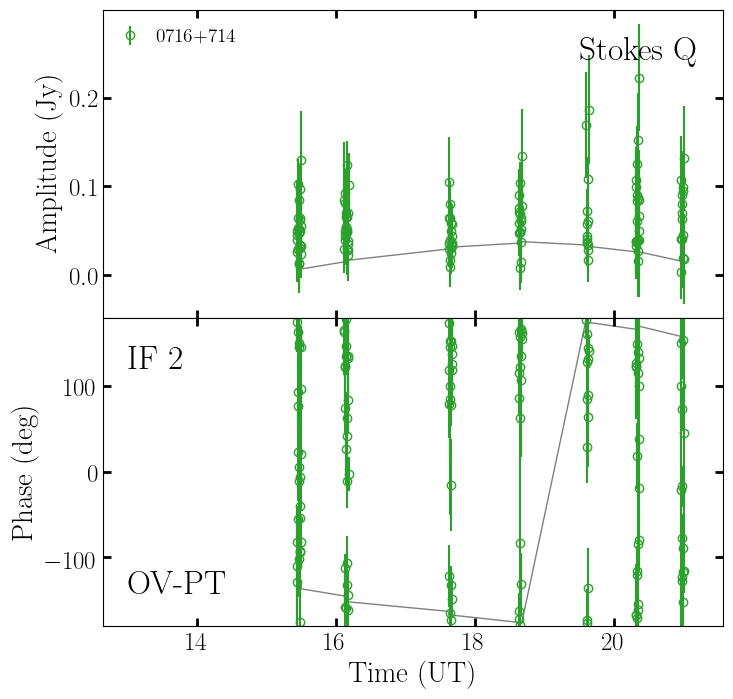 0716+714
Stokes Q
Amplitude (Jy)
0.2
0.1
0.0
IF 2
Phase (deg)
100
0
−100
OV-PT
14 16 18 20
Time (UT)